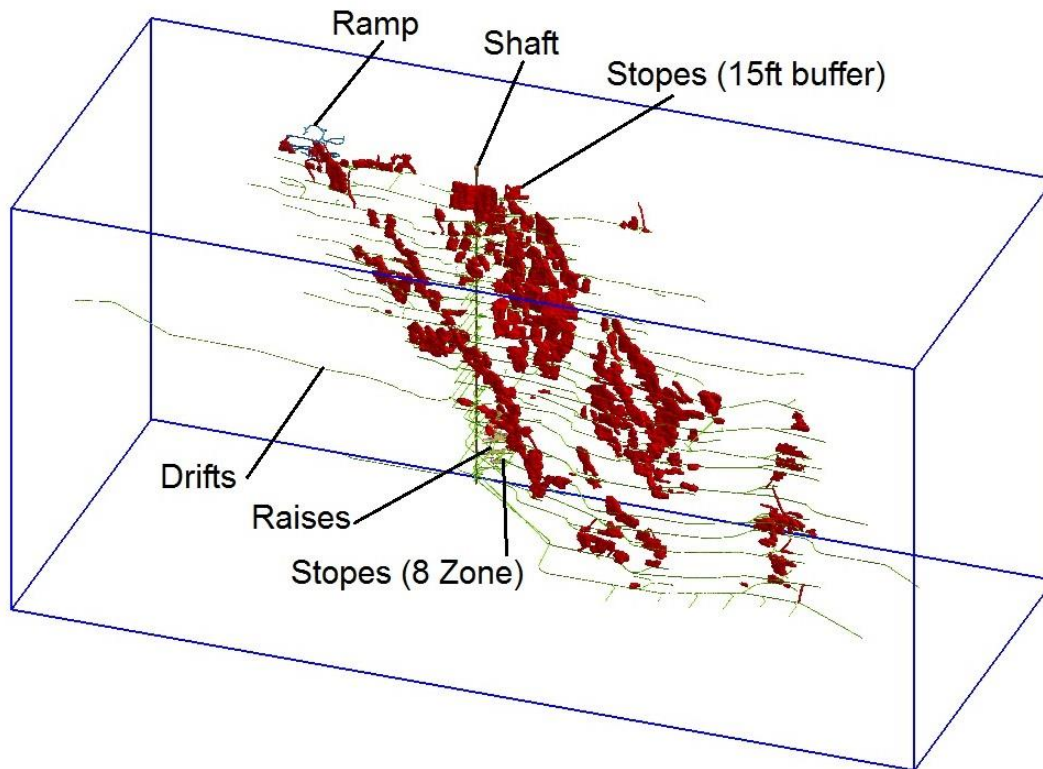 Ramp
Shaft
Stopes (15ft buffer)
Drifts
Raises
Stopes (8 Zone)